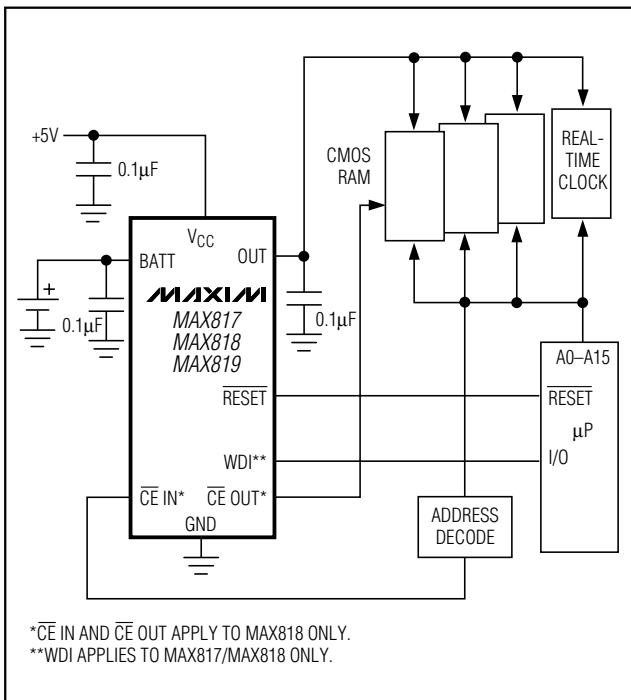 +5V
0.1μF
CMOS
RAM
REAL-
TIME
CLOCK
VCC
BATT
OUT
+
0.1μF
MAXIM
MAX817
MAX818
MAX819
0.1μF
A0–A15
RESET
RESET
μP
WDI**
I/O
CE IN*
CE OUT*
GND
ADDRESS
DECODE
*CE IN AND CE OUT APPLY TO MAX818 ONLY.
**WDI APPLIES TO MAX817/MAX818 ONLY.